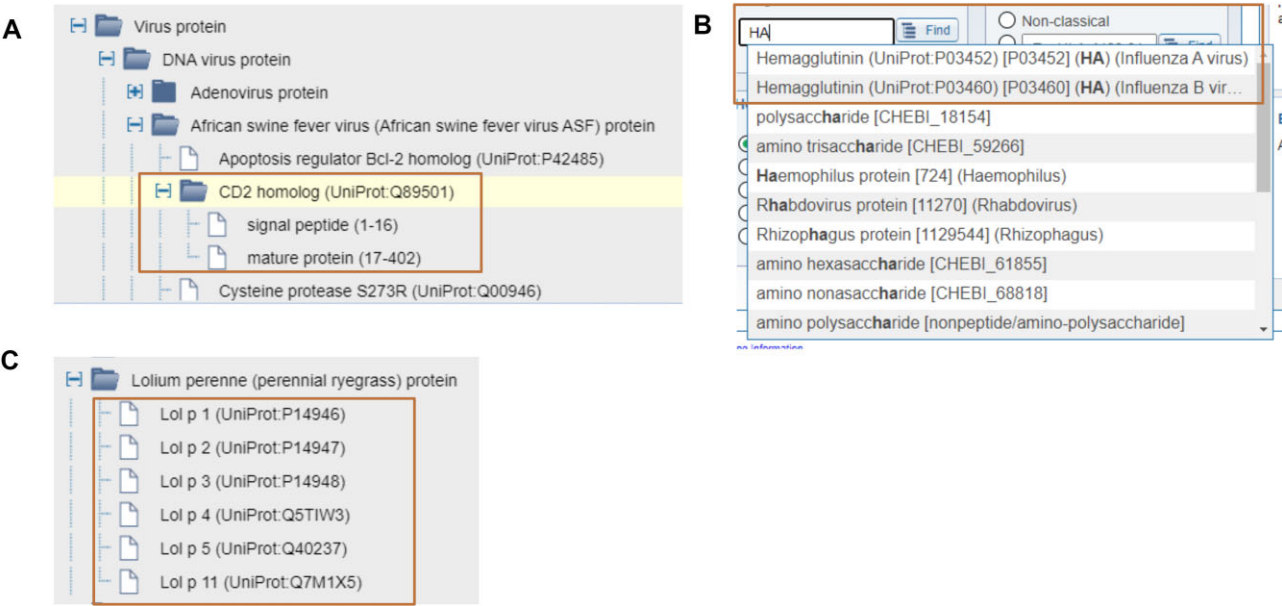 A
Virus protein
DNA virus protein
Adenovirus protein
African swine fever virus (African swine fever virus ASF) protein
Apoptosis regulator Bcl-2 homolog (UniProt:P42485)
CD2 homolog (UniProt:Q89501)
signal peptide (1-16)
mature protein (17-402)
Cysteine protease S273R (UniProt:Q00946)
B
HA
Find
Non-classical
Hemagglutinin (UniProt:P03452) [P03452] (HA) (Influenza A virus)
Hemagglutinin (UniProt:P03460) [P03460] (HA) (Influenza B vir...
polysaccharide [CHEBI_18154]
amino trisaccharide [CHEBI_59266]
Haemophilus protein [724] (Haemophilus)
Rhabdovirus protein [11270] (Rhabdovirus)
Rhizophagus protein [1129544] (Rhizophagus)
amino hexasaccharide [CHEBI_61855]
amino nonasaccharide [CHEBI_68818]
amino polysaccharide [nonpeptide/amino-polysaccharide]
C
Lolium perenne (perennial ryegrass) protein
Lol p 1 (UniProt:P14946)
Lol p 2 (UniProt:P14947)
Lol p 3 (UniProt:P14948)
Lol p 4 (UniProt:Q5TIW3)
Lol p 5 (UniProt:Q40237)
Lol p 11 (UniProt:Q7M1X5)